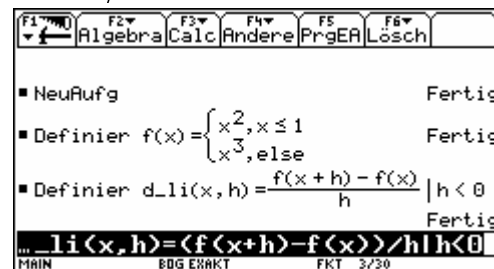 F1 F2 Algebra F3 Calc F4 Andere F5 PrgEA F6 Lösch
▪ NeuAufg Fertig
▪ Definier f(x)={x², x ≤ 1
x³, else Fertig
▪ Definier d_li(x, h)=(f(x + h) − f(x))/h | h < 0
Fertig
…_li(x,h)=(f(x+h)-f(x))/h|h<0
MAIN BOG EXAKT FKT 3/30